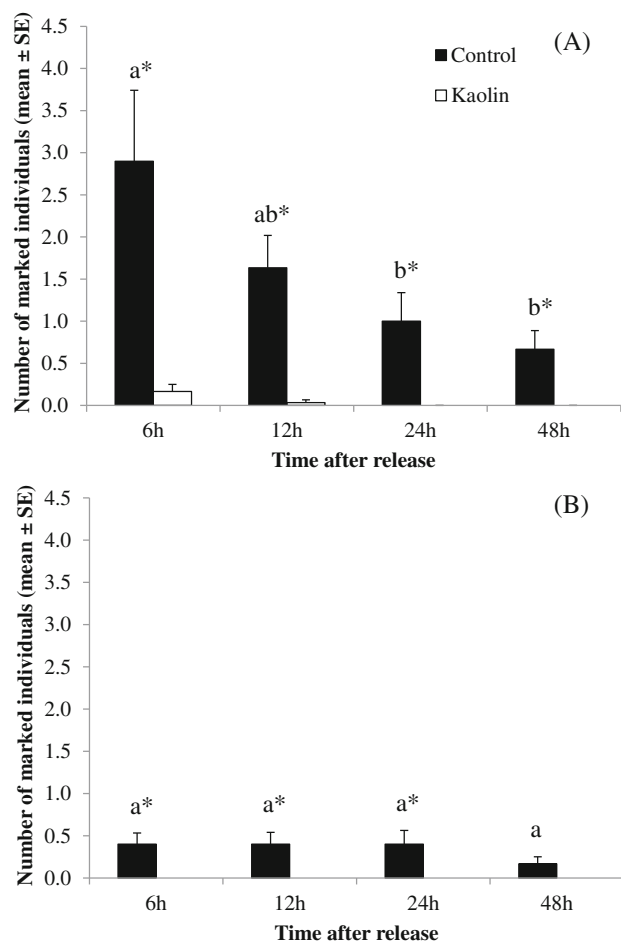 (A)
Number of marked individuals (mean ± SE)
4.5
4.0
3.5
3.0
2.5
2.0
1.5
1.0
0.5
0.0
Control
Kaolin
a*
ab*
b*
b*
6h 12h 24h 48h
Time after release
(B)
Number of marked individuals (mean ± SE)
4.5
4.0
3.5
3.0
2.5
2.0
1.5
1.0
0.5
0.0
a* a* a* a
6h 12h 24h 48h
Time after release